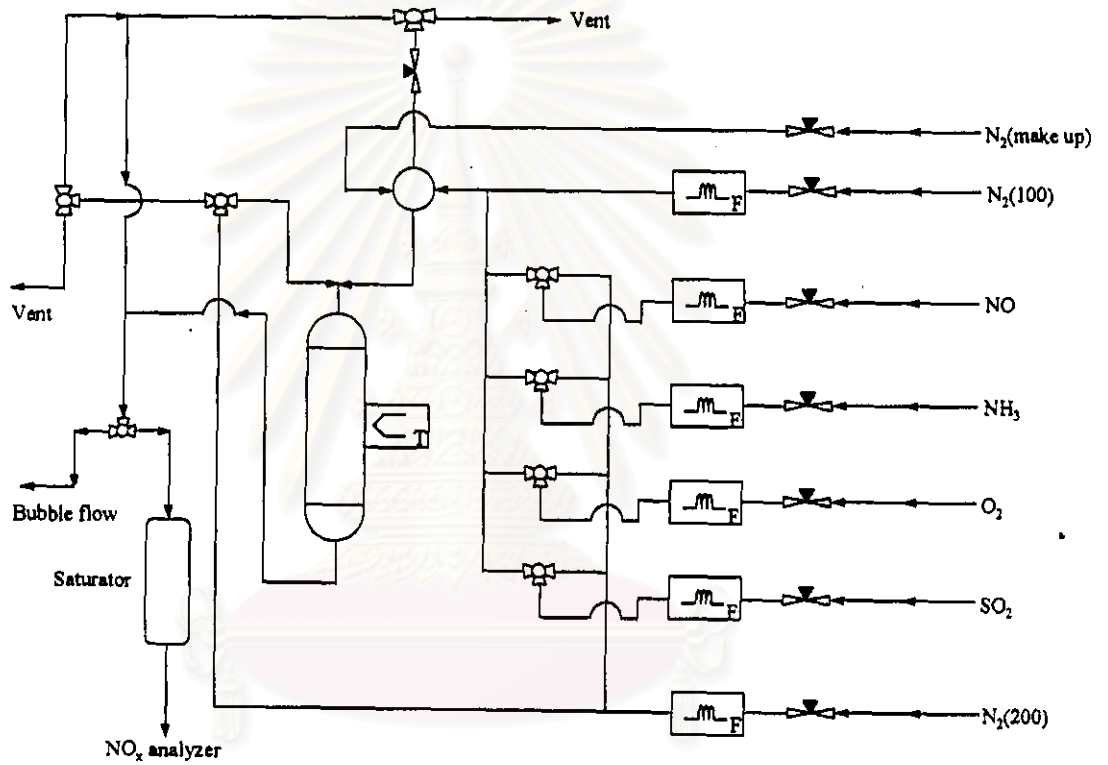 Vent
N₂(make up)
N₂(100)
F
Vent
NO
F
NH₃
F
T
Bubble flow
O₂
F
Saturator
SO₂
F
N₂(200)
F
NOₓ analyzer